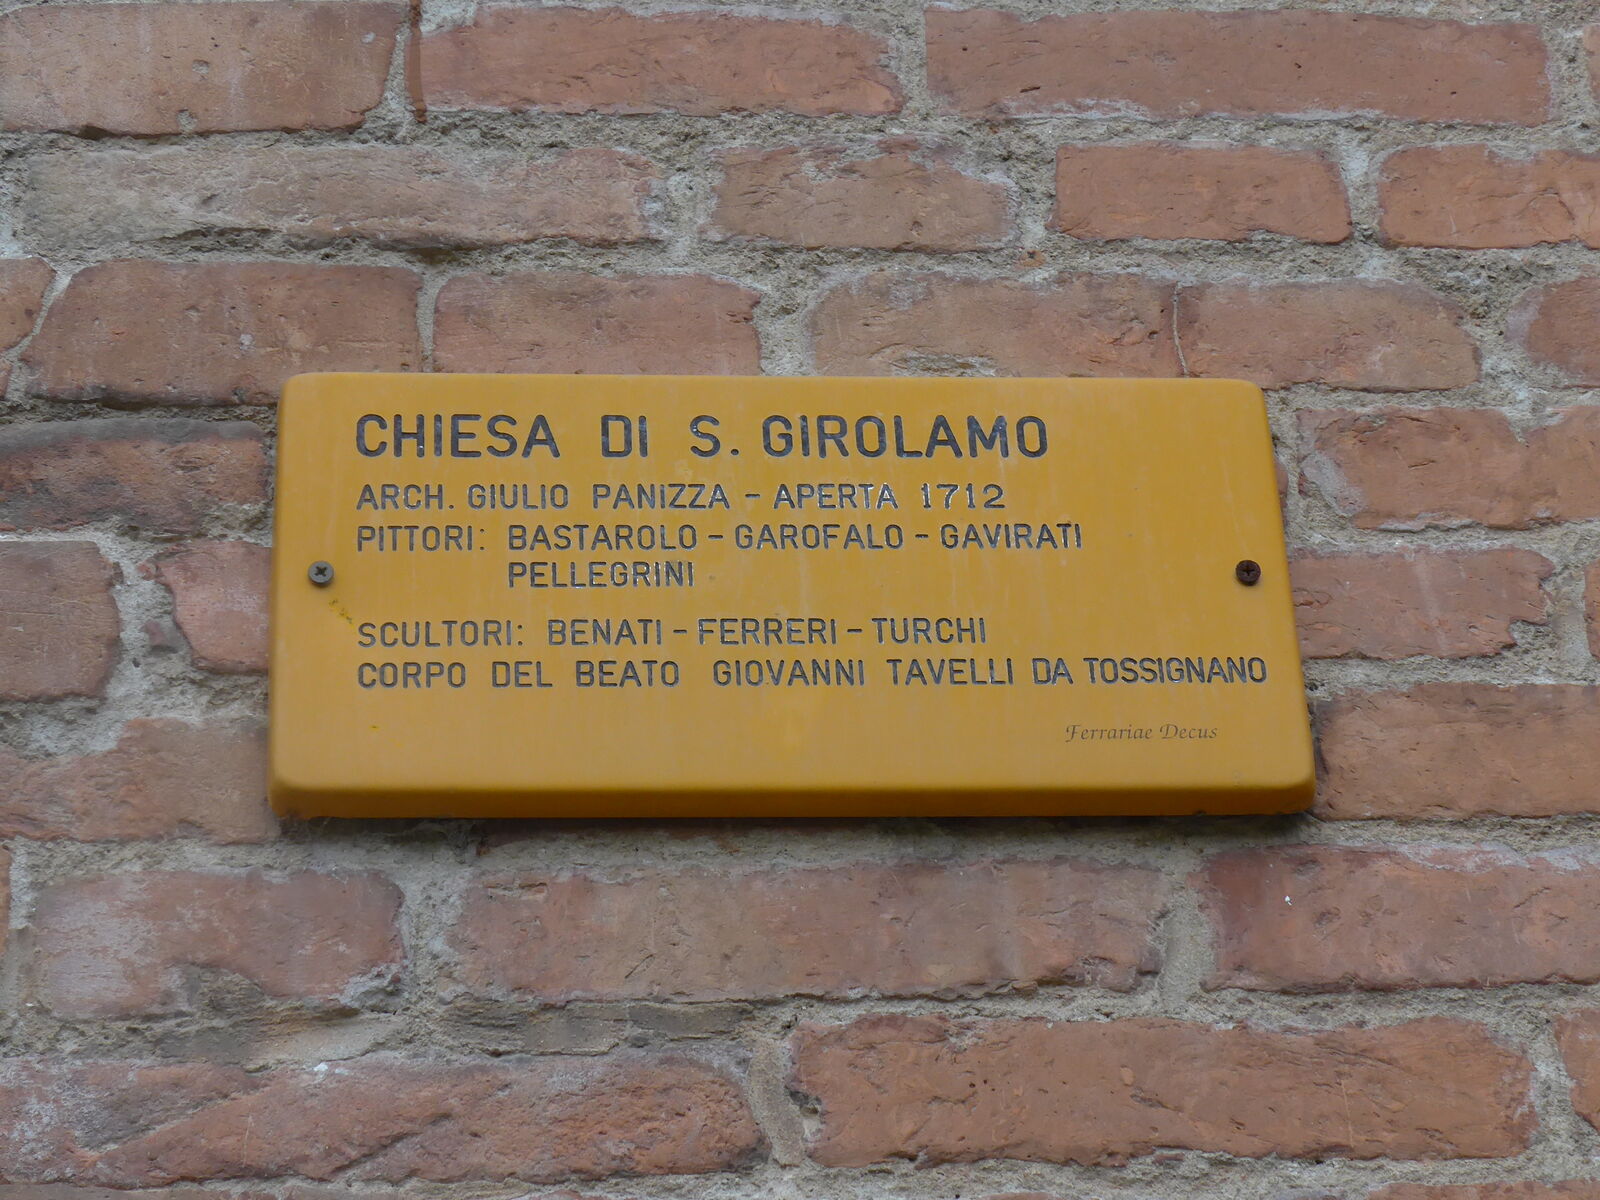 CHIESA DI S. GIROLAMO
ARCH. GIULIO PANIZZA - APERTA 1712
PITTORI: BASTAROLO - GAROFALO - GAVIRATI
PELLEGRINI
SCULTORI: BENATI - FERRERI - TURCHI
CORPO DEL BEATO GIOVANNI TAVELLI DA TOSSIGNANO
Ferrariae Decus